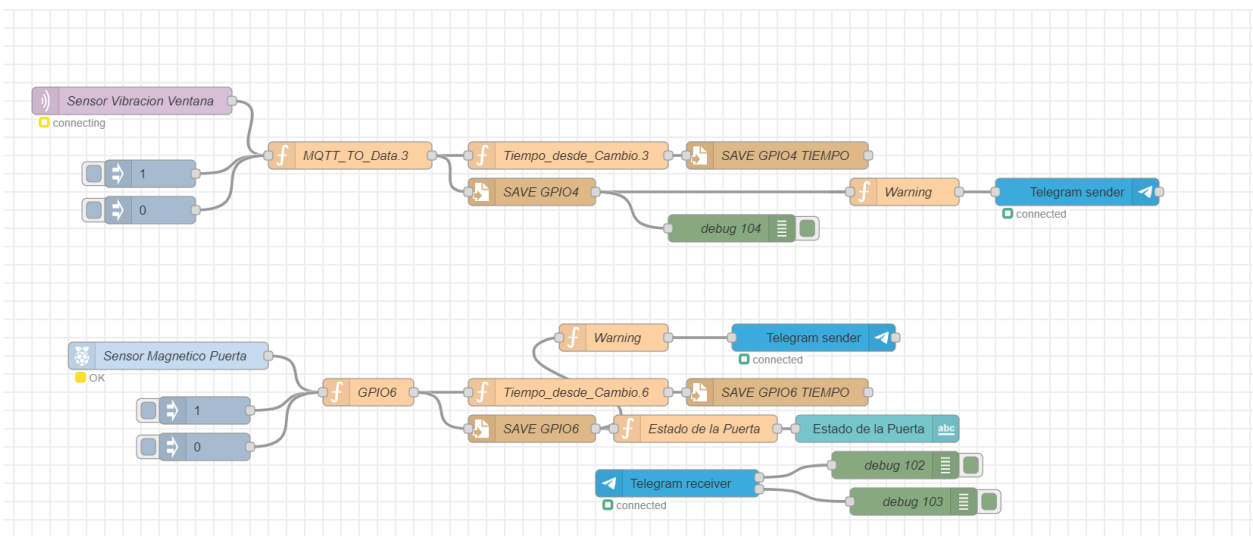 Sensor Vibracion Ventana
connecting
1
0
MQTT_TO_Data.3
Tiempo_desde_Cambio.3
SAVE GPIO4 TIEMPO
SAVE GPIO4
Warning
Telegram sender
connected
debug 104
Warning
Telegram sender
connected
Sensor Magnetico Puerta
OK
1
0
GPIO6
Tiempo_desde_Cambio.6
SAVE GPIO6 TIEMPO
SAVE GPIO6
Estado de la Puerta
Estado de la Puerta
abc
Telegram receiver
connected
debug 102
debug 103